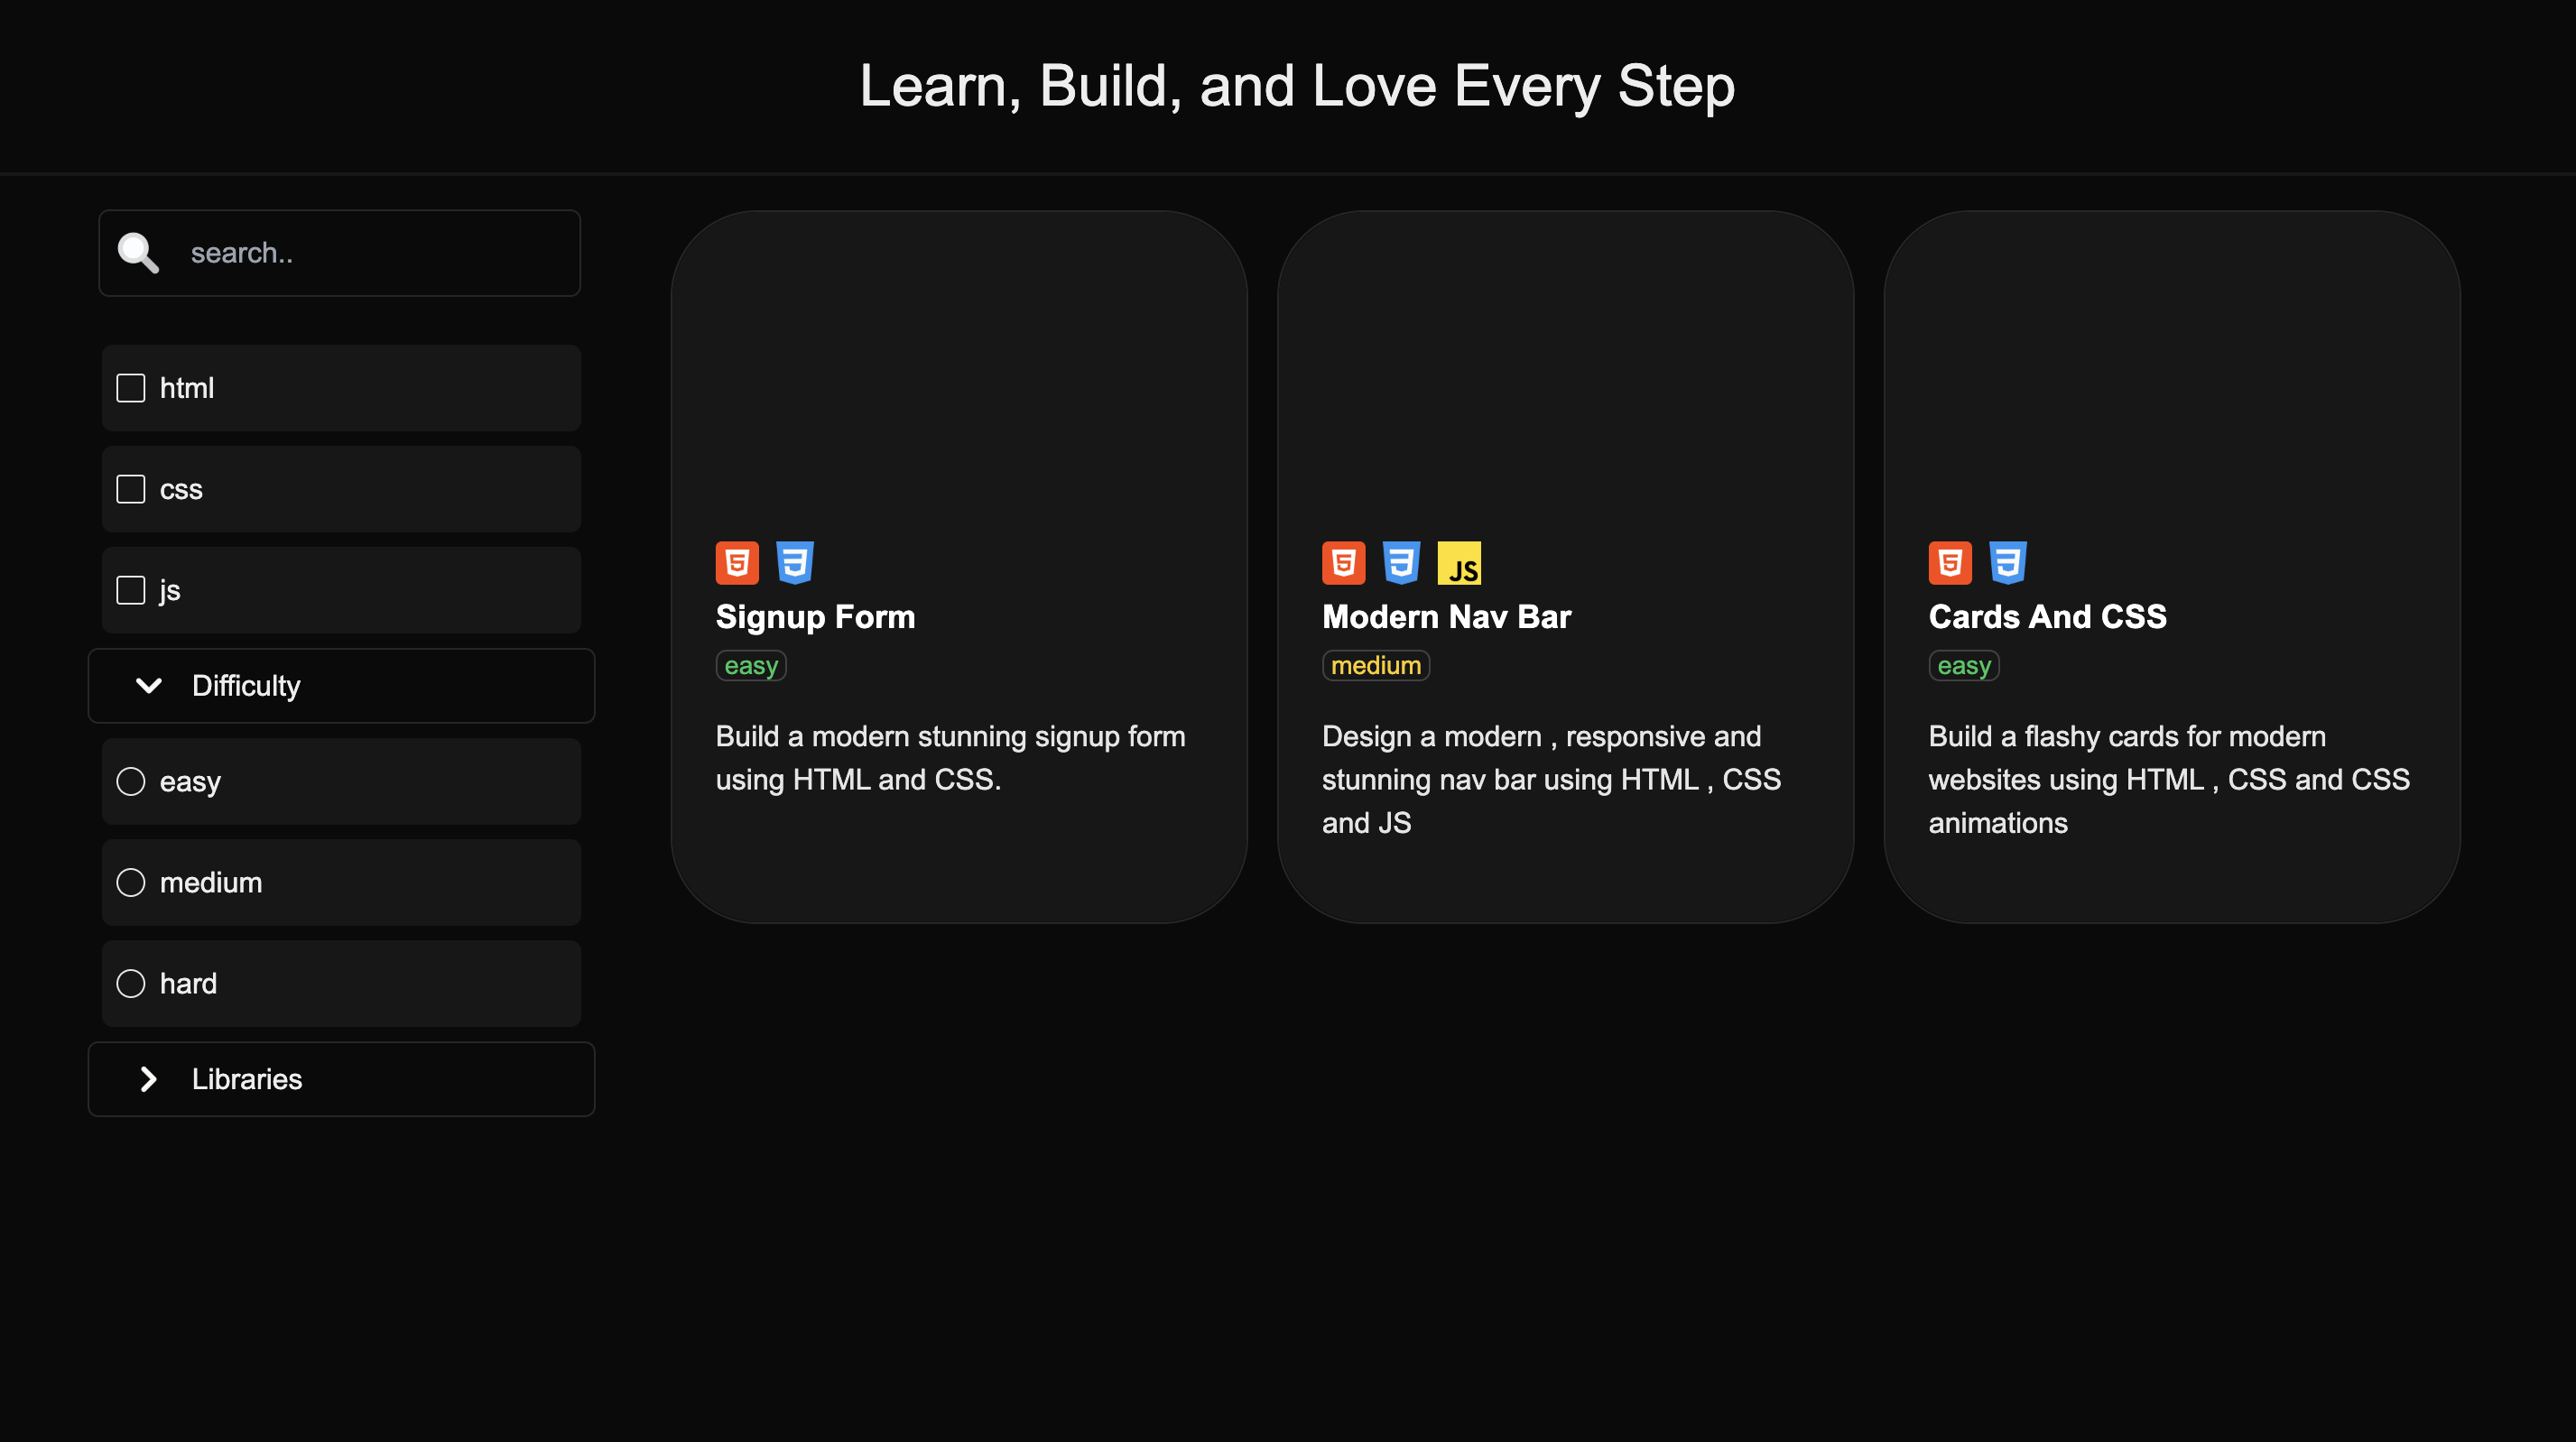 Learn, Build, and Love Every Step
search..
html
css
js
Difficulty
easy
medium
hard
Libraries
5
Signup Form
easy
Build a modern stunning signup form
using HTML and CSS.
5
JS
Modern Nav Bar
medium
Design a modern , responsive and
stunning nav bar using HTML , CSS
and JS
5
Cards And CSS
easy
Build a flashy cards for modern
websites using HTML , CSS and CSS
animations